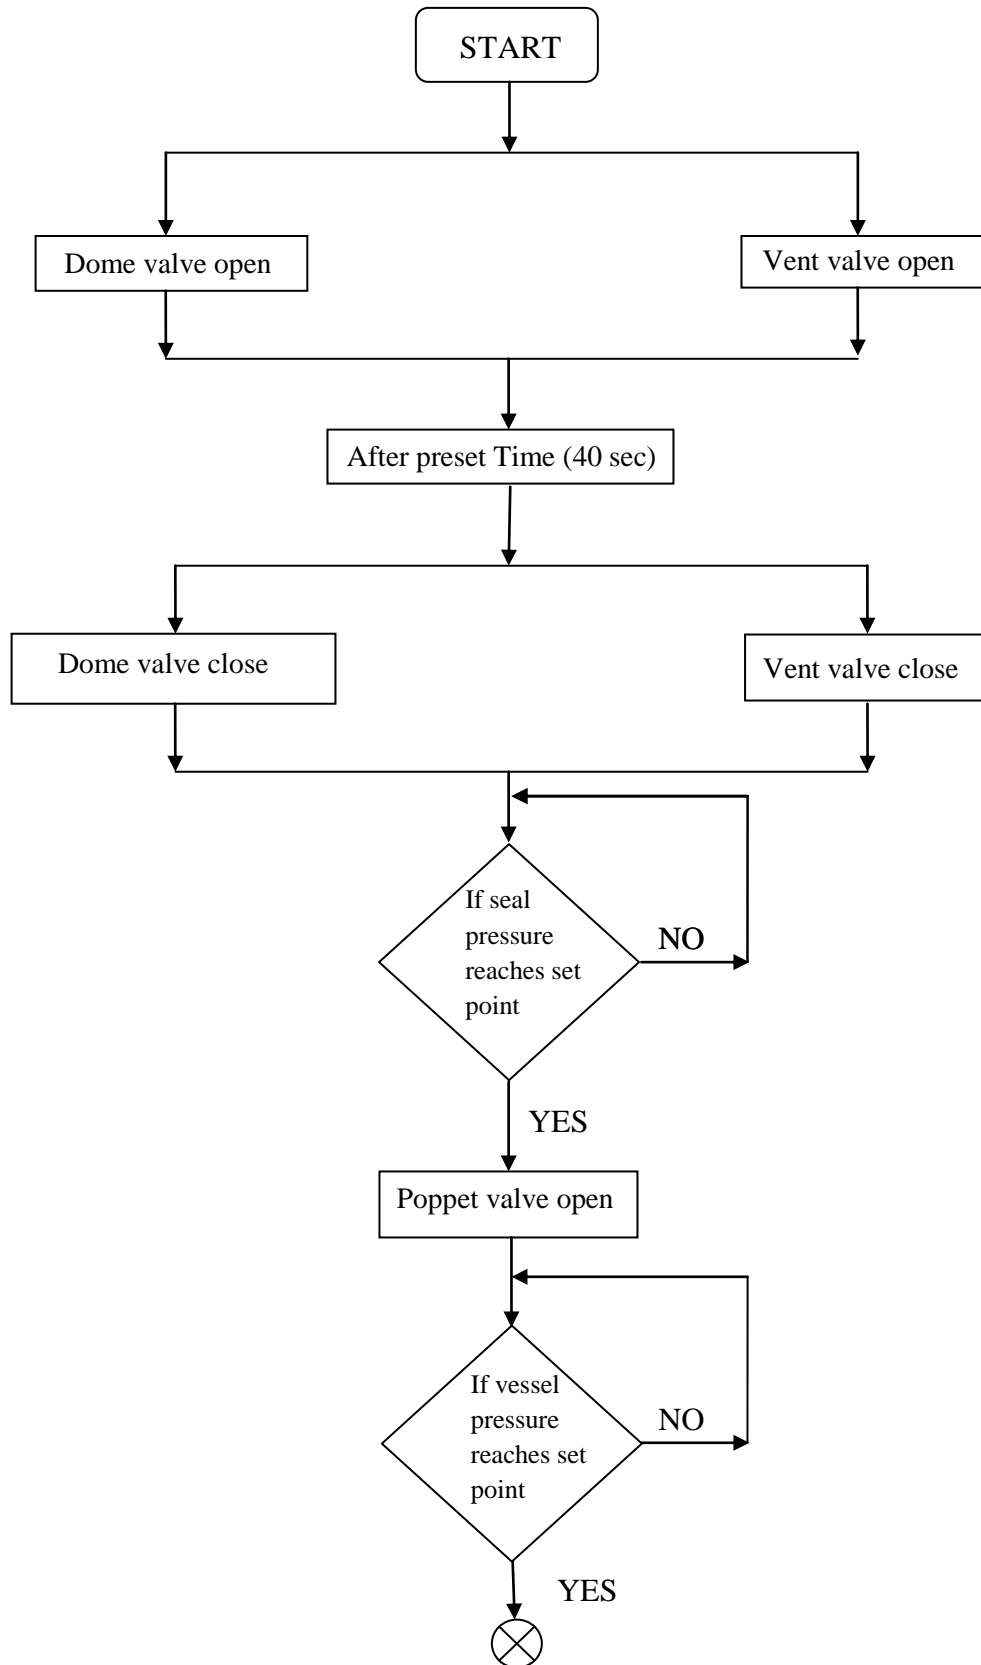 START
Dome valve open
Vent valve open
After preset Time (40 sec)
Dome valve close
Vent valve close
If seal
pressure
reaches set
point
NO
YES
Poppet valve open
If vessel
pressure
reaches set
point
NO
YES